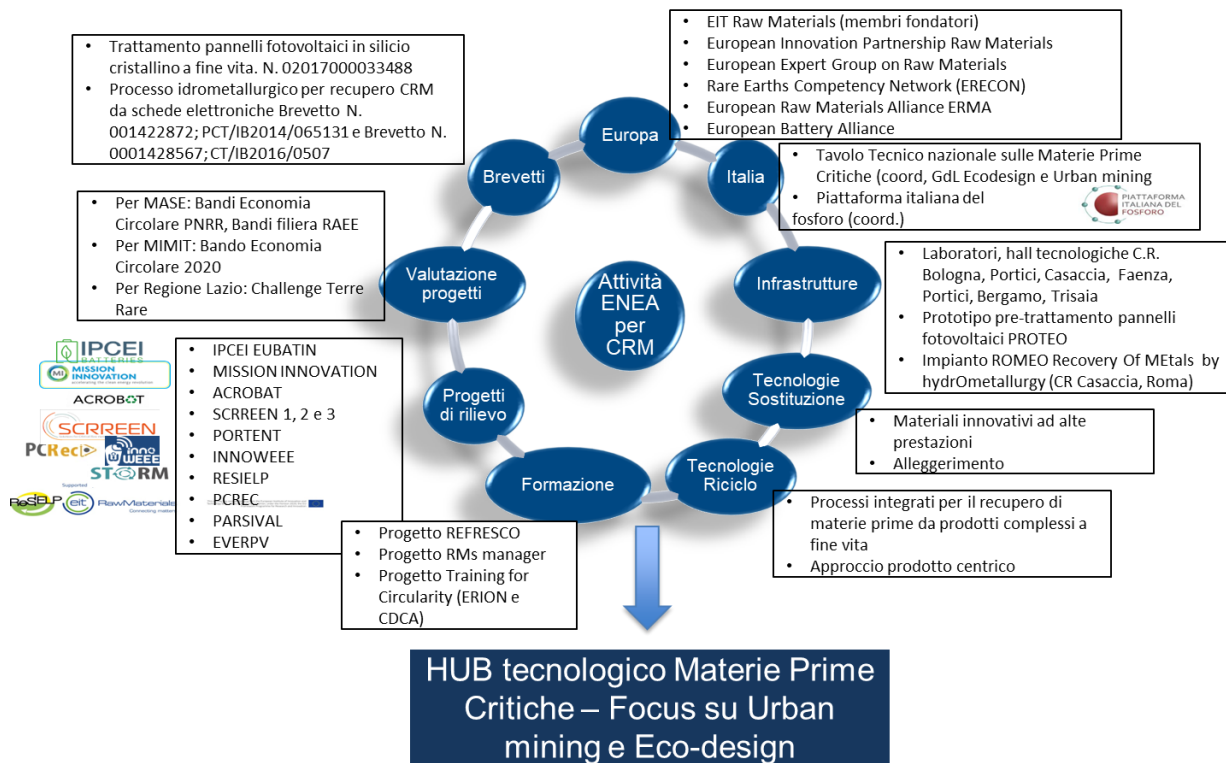 • Trattamento pannelli fotovoltaici in silicio
cristallino a fine vita. N. 02017000033488
• Processo idrometallurgico per recupero CRM
da schede elettroniche Brevetto N.
001422872; PCT/IB2014/065131 e Brevetto N.
0001428567; CT/IB2016/0507
• EIT Raw Materials (membri fondatori)
• European Innovation Partnership Raw Materials
• European Expert Group on Raw Materials
• Rare Earths Competency Network (ERECON)
• European Raw Materials Alliance ERMA
• European Battery Alliance
Europa
Brevetti
Italia
• Tavolo Tecnico nazionale sulle Materie Prime
Critiche (coord, GdL Ecodesign e Urban mining
• Piattaforma italiana del
fosforo (coord.)
PIATTAFORMA
ITALIANA DEL
FOSFORO
• Per MASE: Bandi Economia
Circolare PNRR, Bandi filiera RAEE
• Per MIMIT: Bando Economia
Circolare 2020
• Per Regione Lazio: Challenge Terre
Rare
Valutazione
progetti
Attività
ENEA
per
CRM
Infrastrutture
• Laboratori, hall tecnologiche C.R.
Bologna, Portici, Casaccia, Faenza,
Portici, Bergamo, Trisaia
• Prototipo pre-trattamento pannelli
fotovoltaici PROTEO
• Impianto ROMEO Recovery Of MEtals by
hydrOmetallurgy (CR Casaccia, Roma)
IPCEI
BATTERIES
MI
MISSION
INNOVATION
accelerating the clean energy revolution
ACROBAT
SCRREEN
PCRec
inno
WEEE
STORM
Supported
ReSiELP
eit
RawMaterials
Connecting matters
• IPCEI EUBATIN
• MISSION INNOVATION
• ACROBAT
• SCRREEN 1, 2 e 3
• PORTENT
• INNOWEEE
• RESIELP
• PCREC
• PARSIVAL
• EVERPV
Progetti
di rilievo
Tecnologie
Sostituzione
• Materiali innovativi ad alte
prestazioni
• Alleggerimento
Formazione
Tecnologie
Riciclo
• Processi integrati per il recupero di
materie prime da prodotti complessi a
fine vita
• Approccio prodotto centrico
• Progetto REFRESCO
• Progetto RMs manager
• Progetto Training for
Circularity (ERION e
CDCA)
HUB tecnologico Materie Prime
Critiche – Focus su Urban
mining e Eco-design